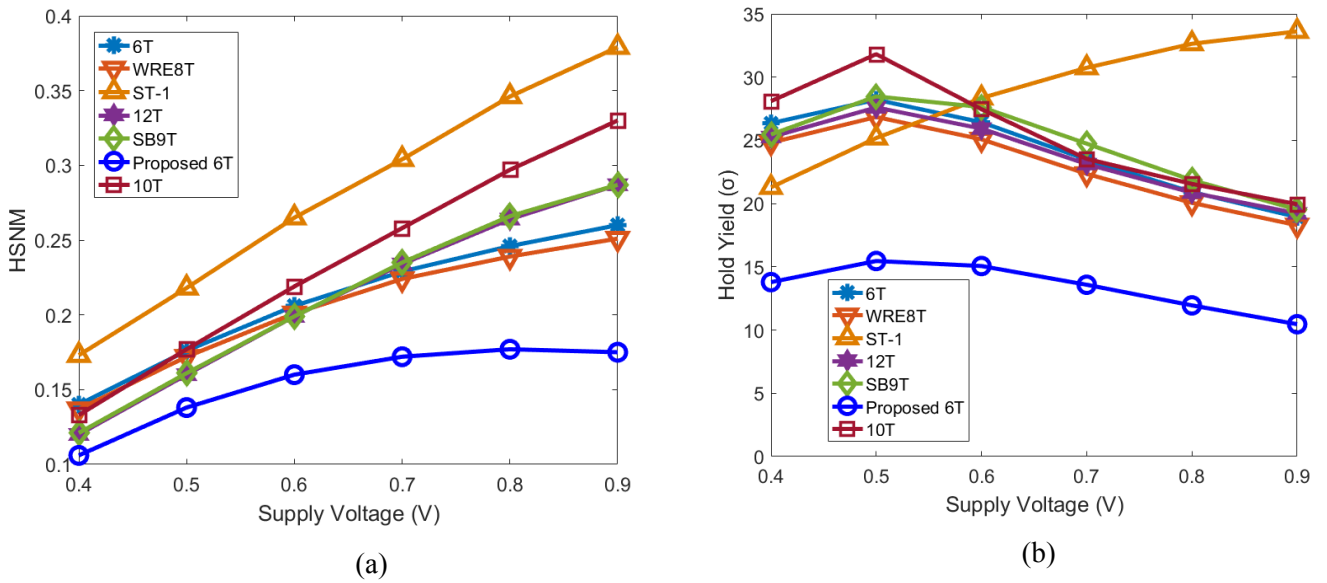 0.4
0.35
0.3
0.25
0.2
0.15
0.1
HSNM
6T
WRE8T
ST-1
12T
SB9T
Proposed 6T
10T
0.4 0.5 0.6 0.7 0.8 0.9
Supply Voltage (V)
(a)
35
30
25
20
15
10
5
0
Hold Yield (σ)
6T
WRE8T
ST-1
12T
SB9T
Proposed 6T
10T
0.4 0.5 0.6 0.7 0.8 0.9
Supply Voltage (V)
(b)